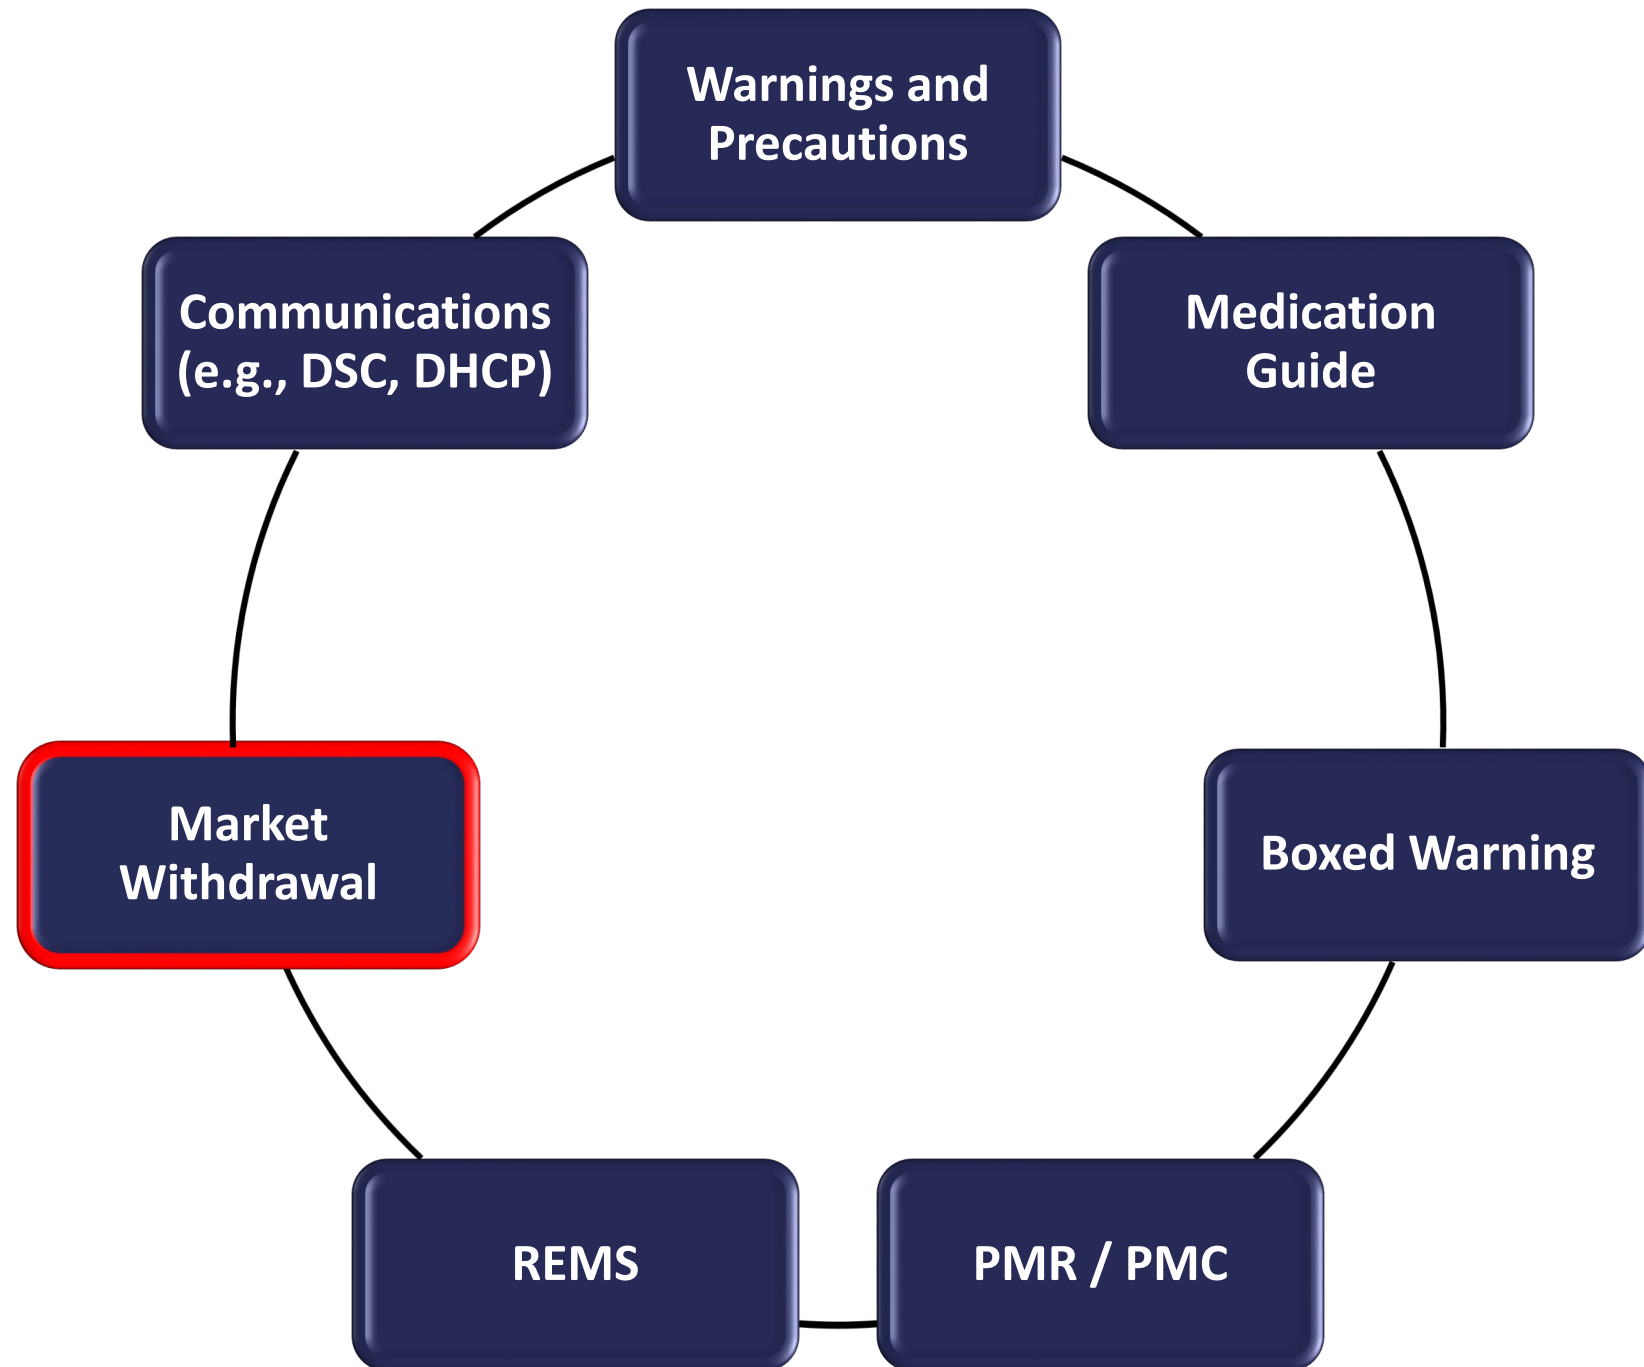 Warnings and
Precautions
Communications
(e.g., DSC, DHCP)
Medication
Guide
Market
Withdrawal
Boxed Warning
REMS
PMR / PMC